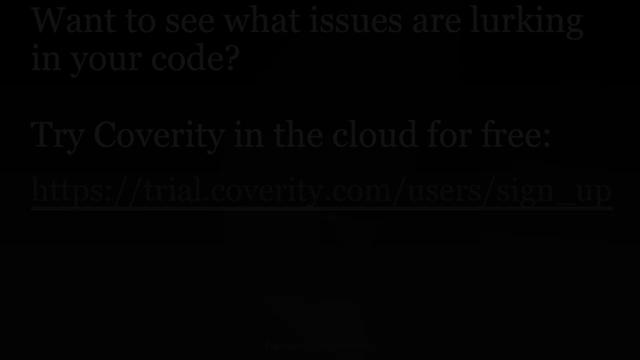 Want to see what issues are lurking
in your code?
Try Coverity in the cloud for free:
https://trial.coverity.com/users/sign_up